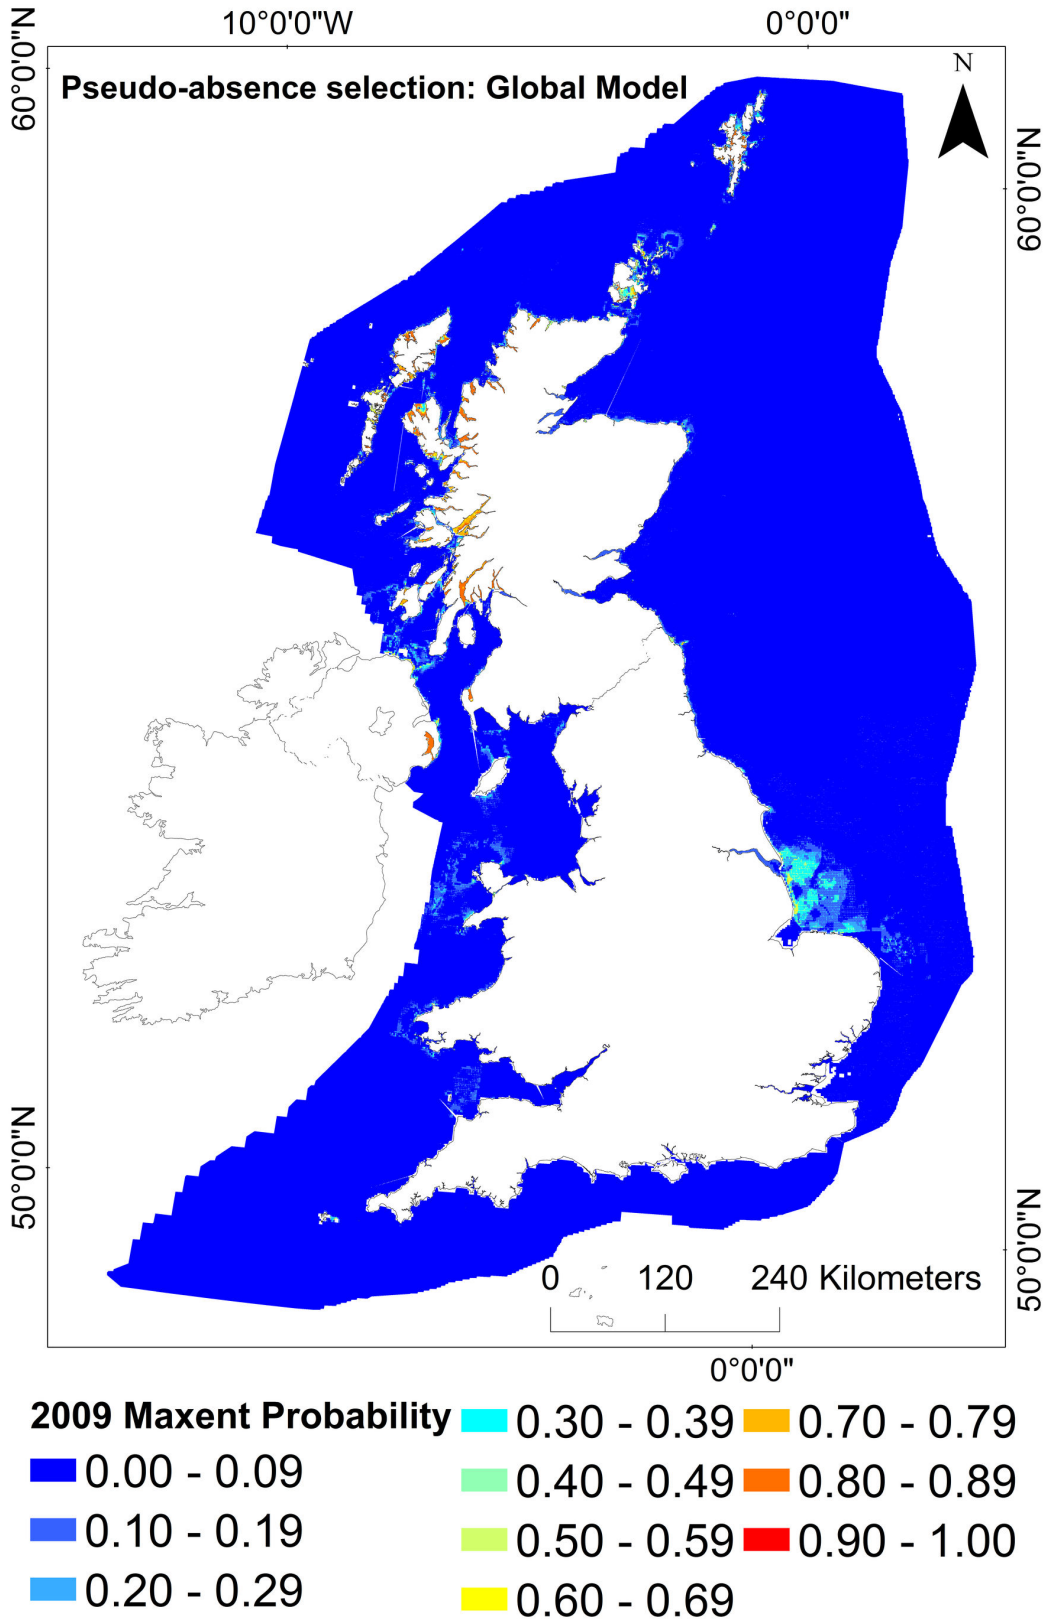 10°0'0"W 0°0'0"
60°0'0"N
Pseudo-absence selection: Global Model
N
60°0'0"N
50°0'0"N
50°0'0"N
0 120 240 Kilometers
0°0'0"
2009 Maxent Probability
0.00 - 0.09
0.10 - 0.19
0.20 - 0.29
0.30 - 0.39
0.40 - 0.49
0.50 - 0.59
0.60 - 0.69
0.70 - 0.79
0.80 - 0.89
0.90 - 1.00